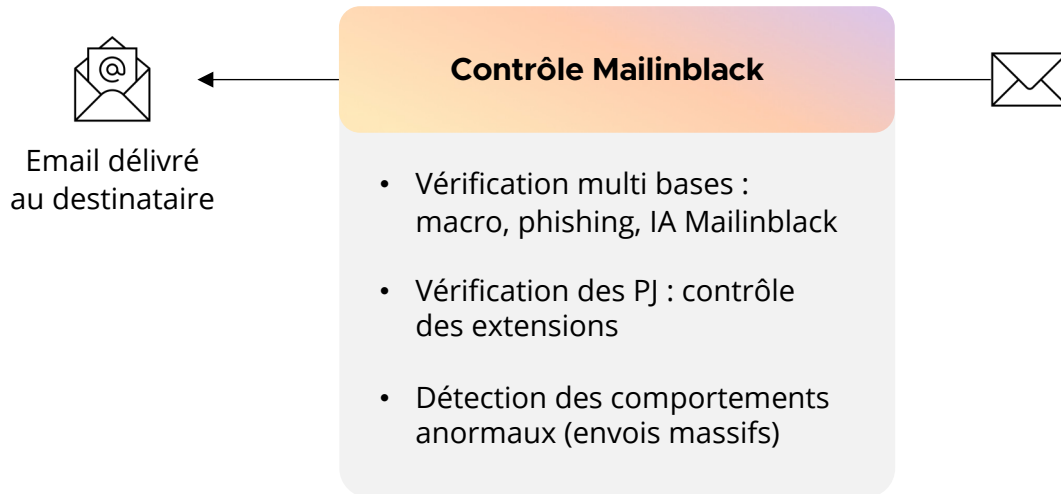 Contrôle Mailinblack
@
Email délivré
au destinataire
• Vérification multi bases :
macro, phishing, IA Mailinblack
• Vérification des PJ : contrôle
des extensions
• Détection des comportements
anormaux (envois massifs)